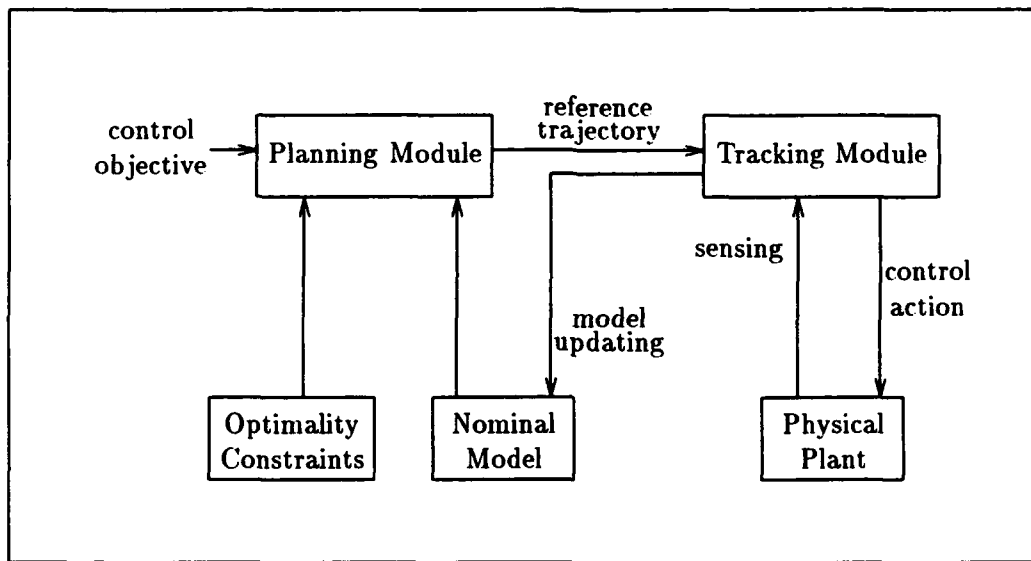 control
objective
Planning Module
reference
trajectory
Tracking Module
sensing
control
action
model
updating
Optimality
Constraints
Nominal
Model
Physical
Plant